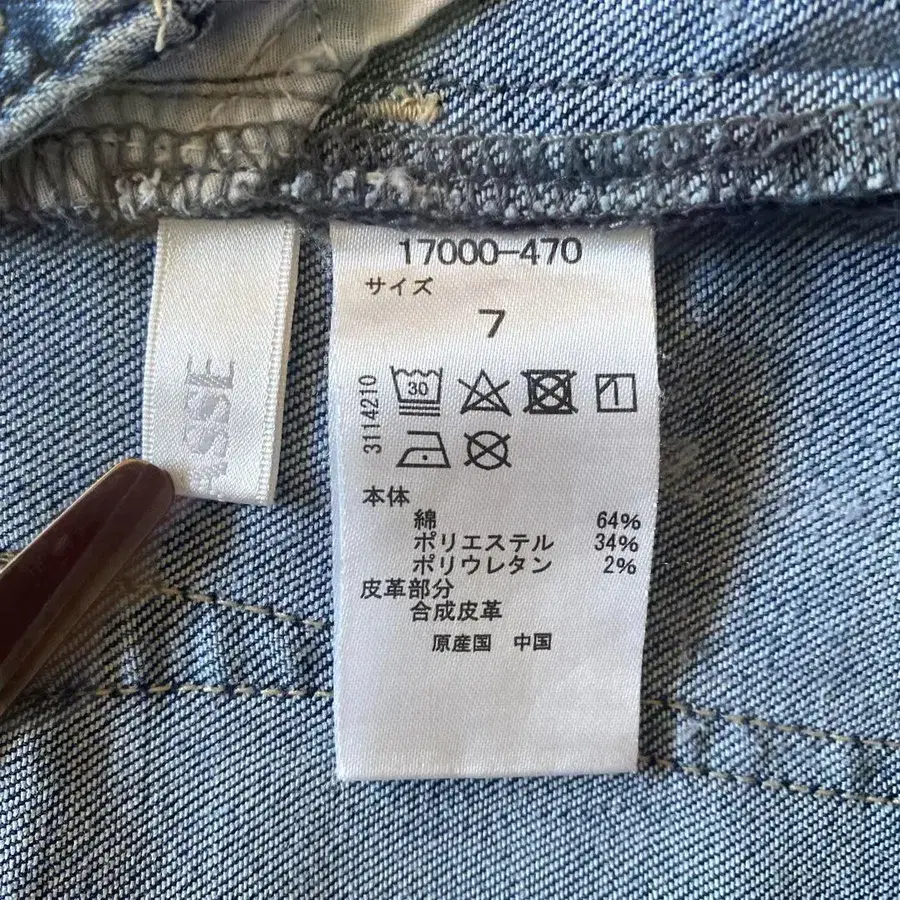 17000-470
サイズ
7
3114210
30
本体
綿 64%
ポリエステル 34%
ポリウレタン 2%
皮革部分
合成皮革
原産国 中国